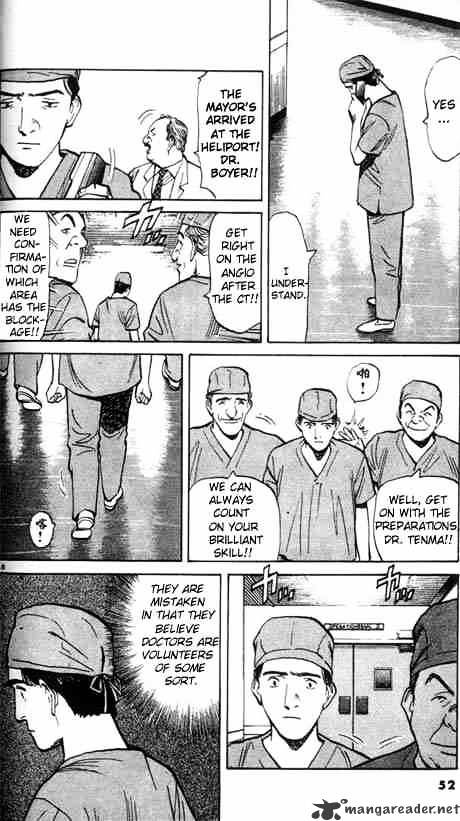 YES
...
I
UNDER-
STAND.
THE
MAYOR'S
ARRIVED
AT THE
HELIPORT!
DR.
BOYER!!
GET
RIGHT
ON THE
ANGIO
AFTER
THE CT!!
WE
NEED
CON-
FIRMA-
TION OF
WHICH
AREA
HAS THE
BLOCK-
AGE!!
啪!
WELL, GET
ON WITH THE
PREPARATIONS,
DR. TENMA!!
WE CAN
ALWAYS
COUNT
ON YOUR
BRILLIANT
SKILL!!
THEY ARE
MISTAKEN
IN THAT THEY
BELIEVE
DOCTORS ARE
VOLUNTEERS
OF SOME
SORT.
52
mangareader.net